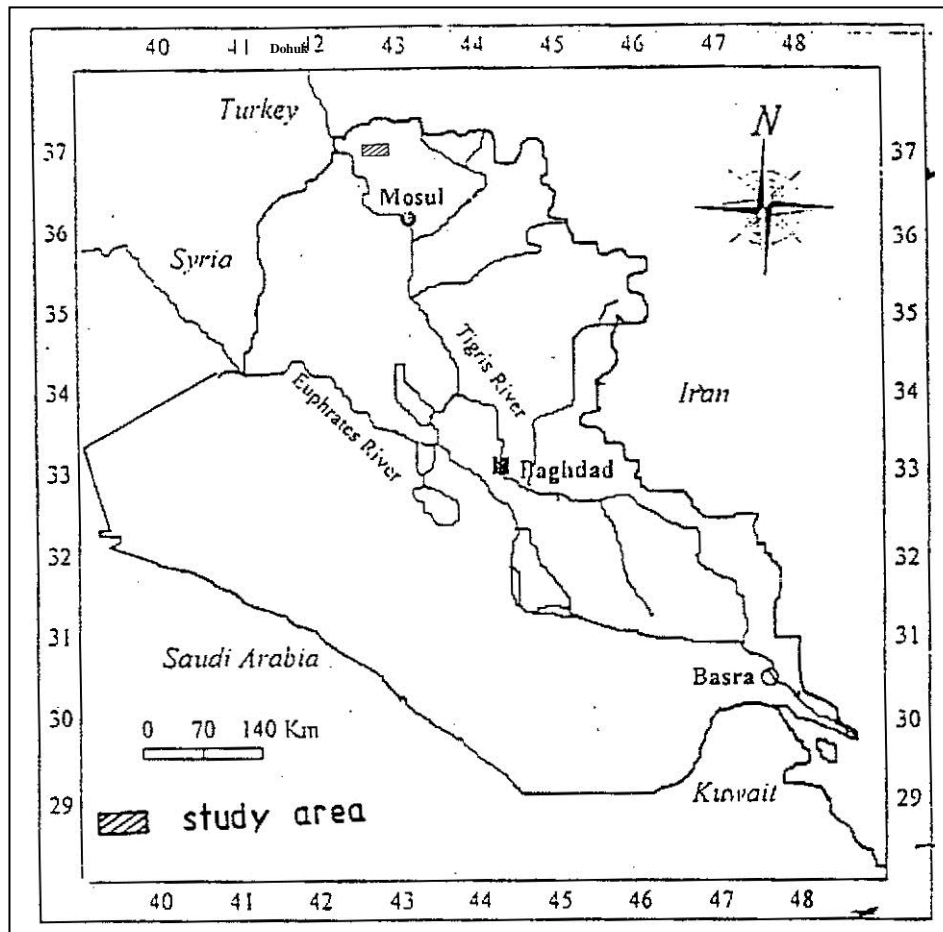 40 41 Dohuk 42 43 44 45 46 47 48
Turkey
N
37 37
Mosul
36 36
Syria
35 35
Tigris River
34 34
Euphrates River
Iran
33 33
Baghdad
32 32
31 31
Saudi Arabia
Basra
30 30
0 70 140 Km
29 29
Kuwait
study area
40 41 42 43 44 45 46 47 48